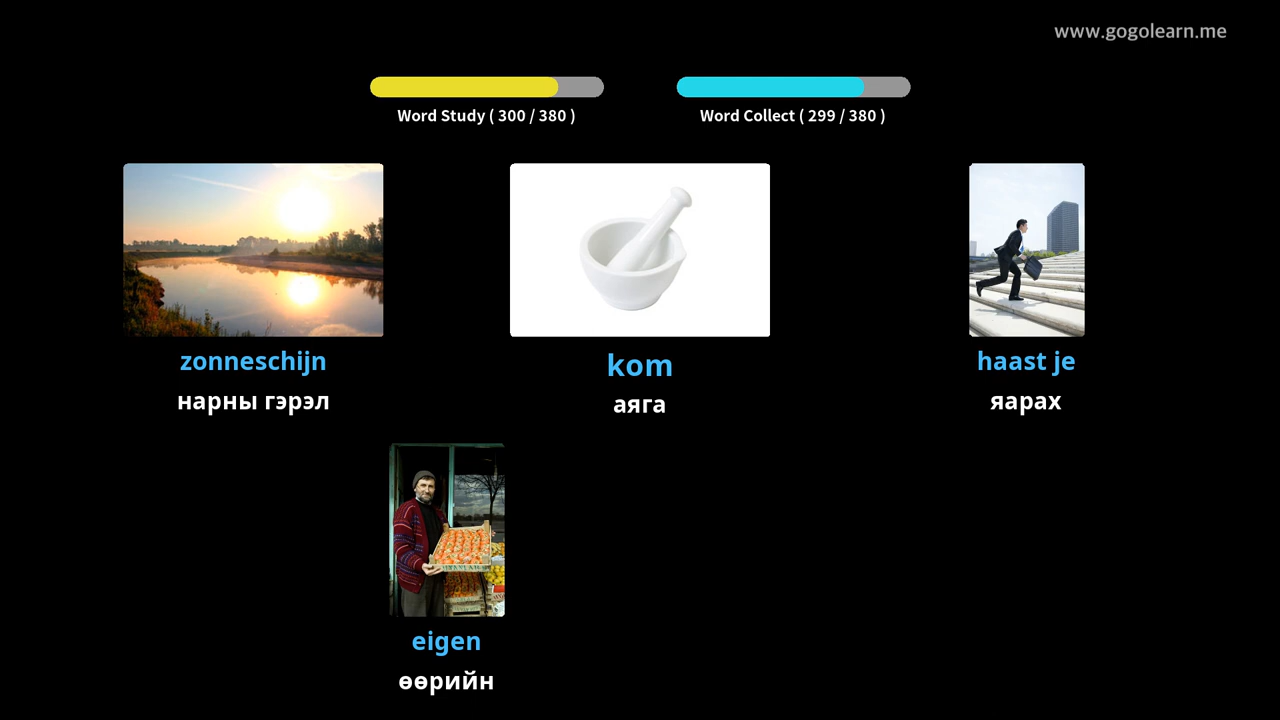 www.gogolearn.me
Word Study ( 300 / 380 )
Word Collect ( 299 / 380 )
zonneschijn
kom
haast je
нарны гэрэл
аяга
яарах
eigen
өөрийн